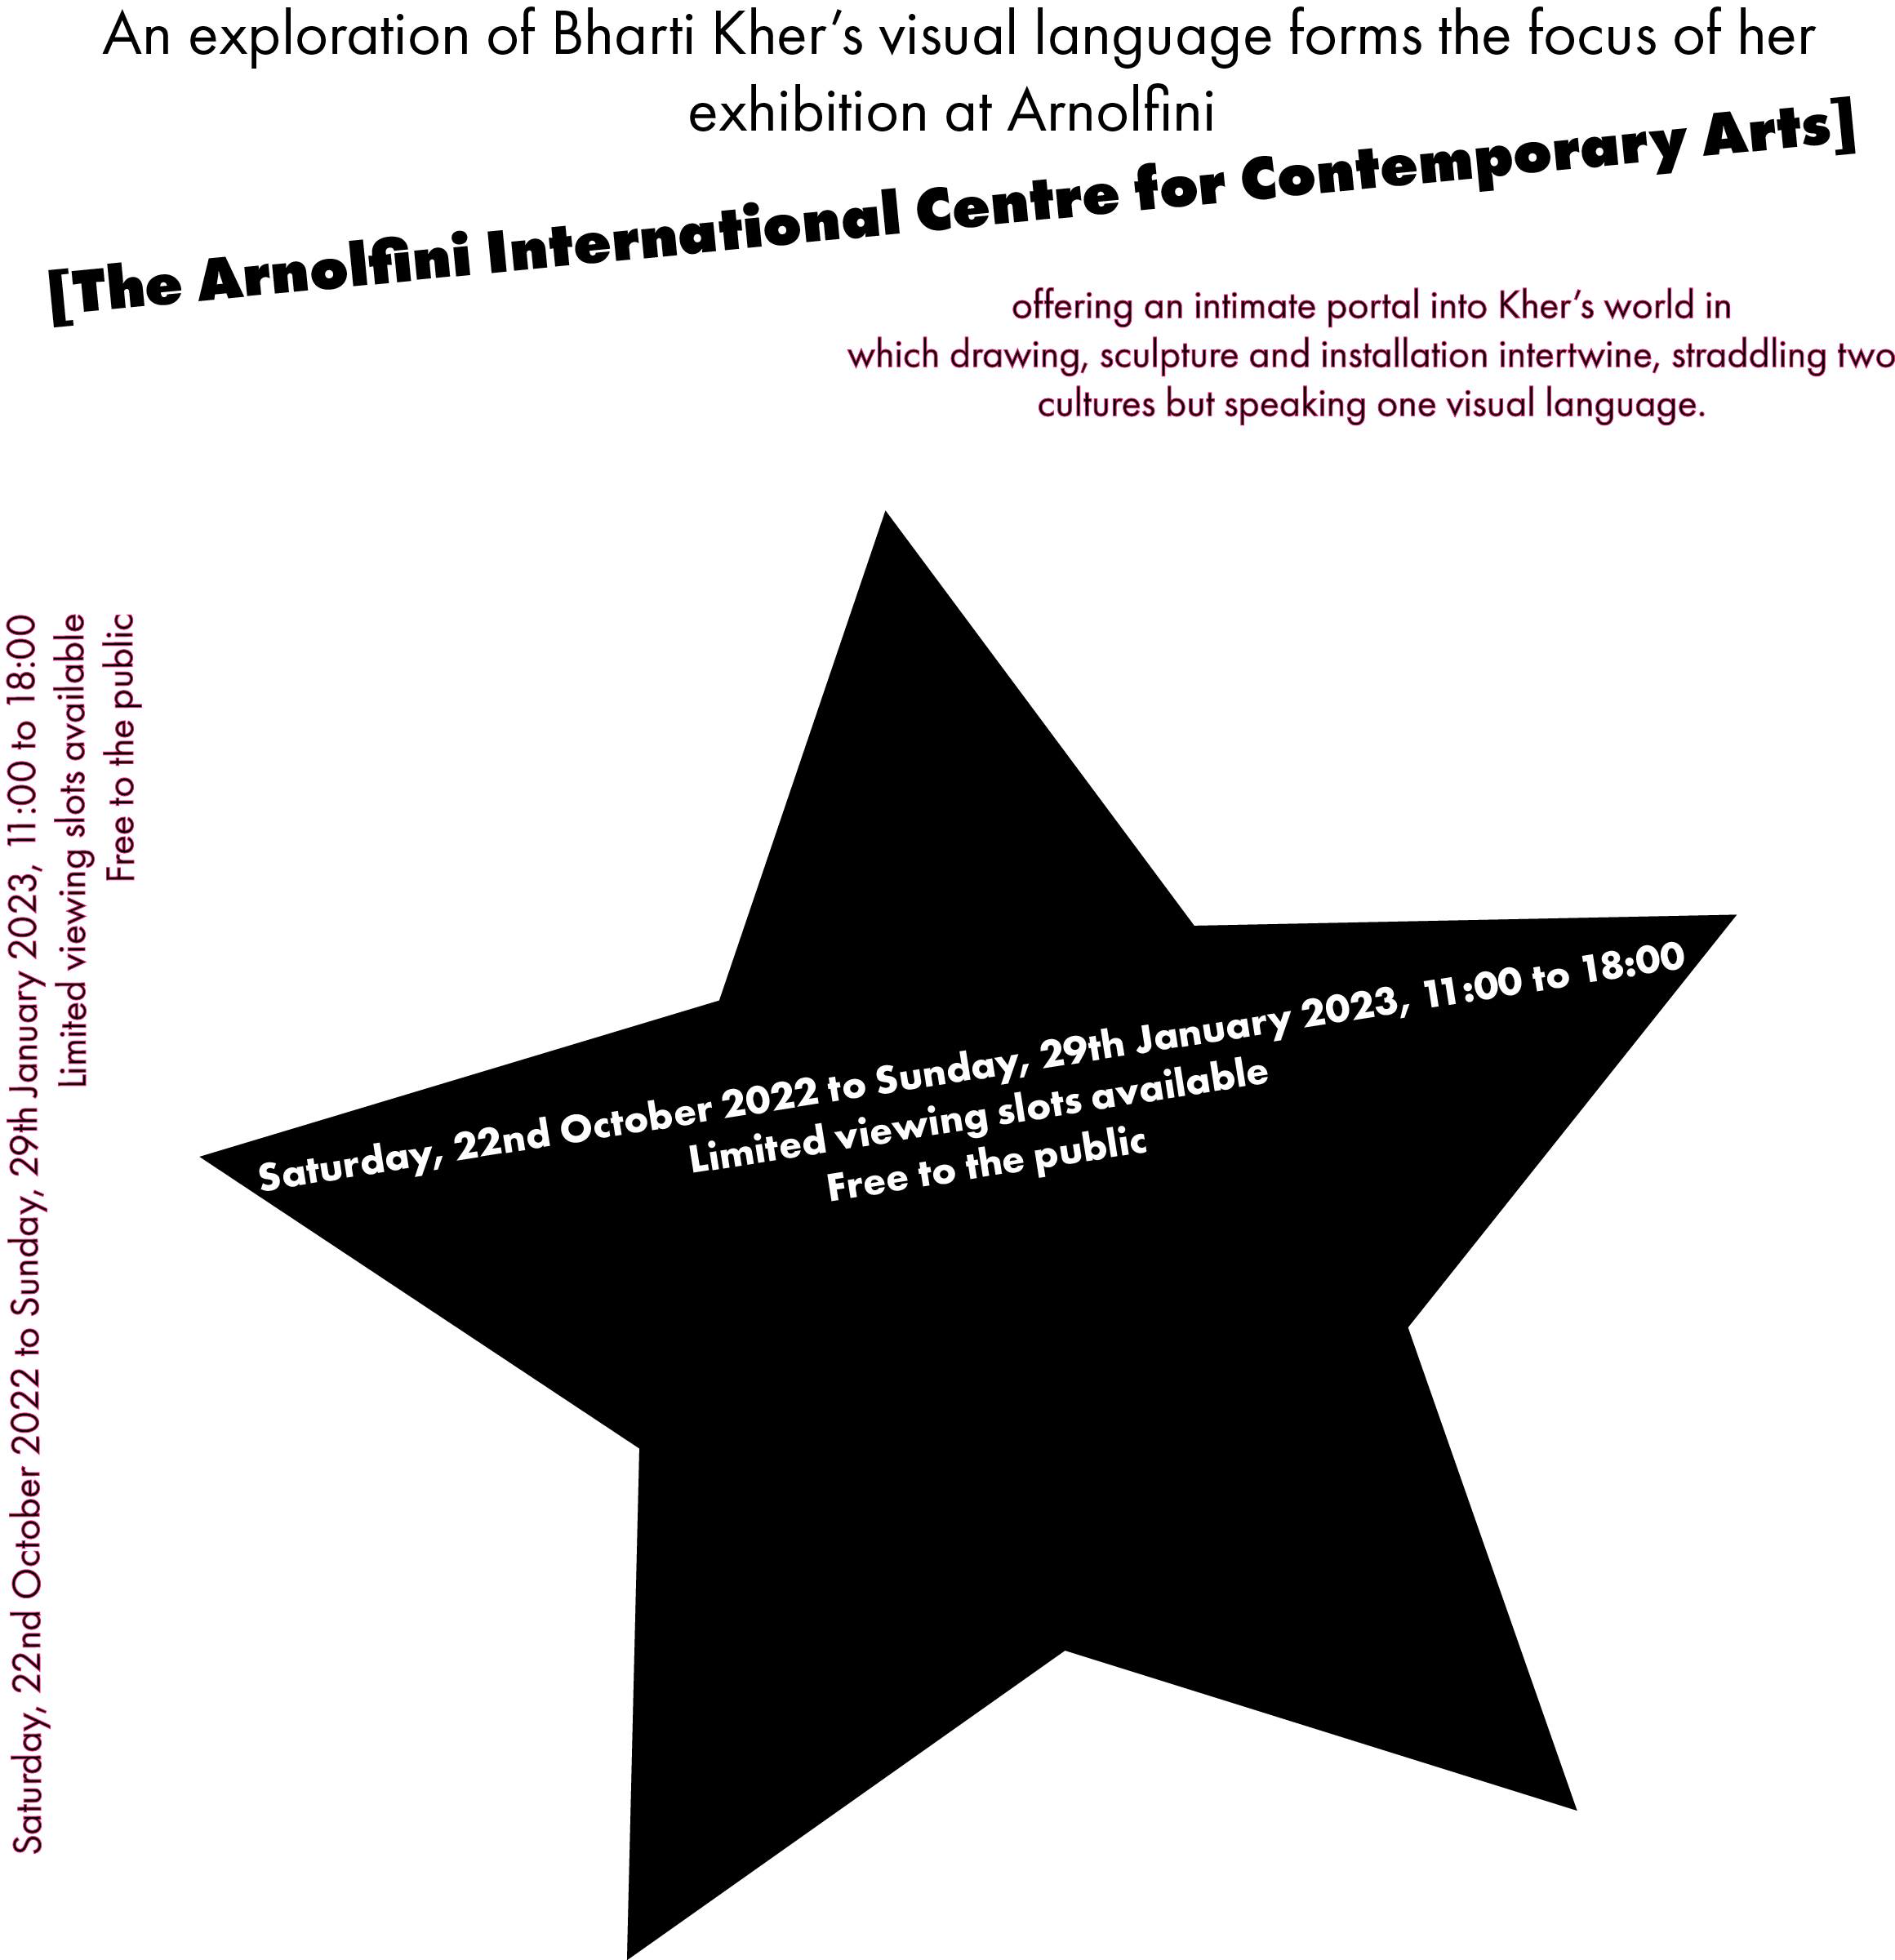 An exploration of Bharti Kher’s visual language forms the focus of her
exhibition at Arnolfini
[The Arnolfini International Centre for Contemporary Arts]
offering an intimate portal into Kher’s world in
which drawing, sculpture and installation intertwine, straddling two
cultures but speaking one visual language.
Saturday, 22nd October 2022 to Sunday, 29th January 2023, 11:00 to 18:00
Limited viewing slots available
Free to the public
Saturday, 22nd October 2022 to Sunday, 29th January 2023, 11:00 to 18:00
Limited viewing slots available
Free to the public